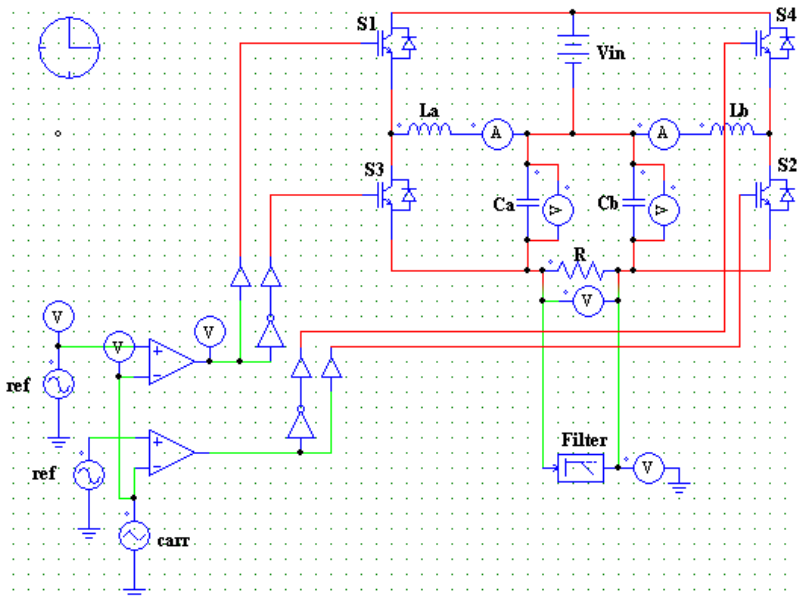 S1
S4
Vin
La
Lb
A
A
S3
S2
Ca
V
Cb
V
R
V
V
V
V
ref
+
−
Filter
+
−
ref
V
carr